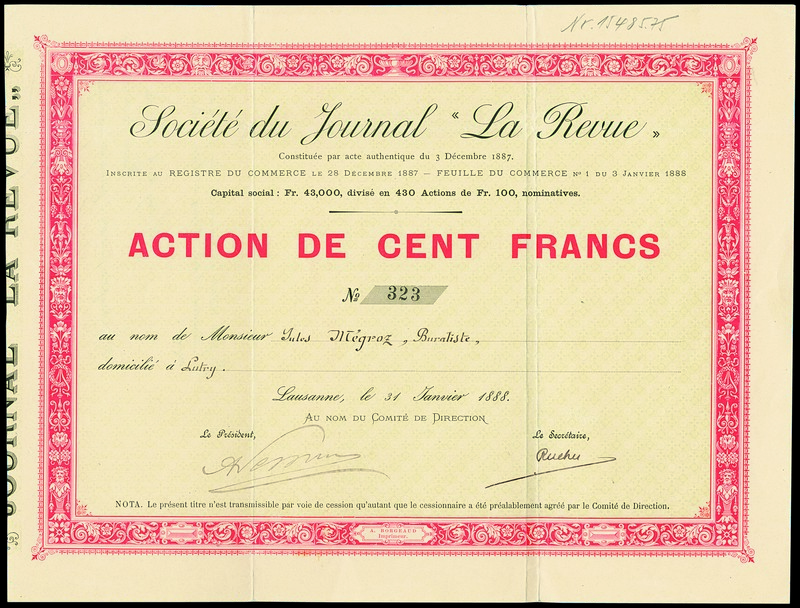 Nr. 1548575
Société du Journal “La Revue”
Constituée par acte authentique du 3 Décembre 1887.
Inscrite au REGISTRE DU COMMERCE le 28 Décembre 1887 — FEUILLE DU COMMERCE No 1 du 3 Janvier 1888
Capital social : Fr. 43,000, divisé en 430 Actions de Fr. 100, nominatives.
ACTION DE CENT FRANCS
No 323
au nom de Monsieur Jules Mégroz, Buratiste,
domicilié à Lutry.
Lausanne, le 31 Janvier 1888.
Au nom du Comité de Direction
Le Président,
Le Secrétaire,
NOTA. Le présent titre n'est transmissible par voie de cession qu'autant que le cessionnaire a été préalablement agréé par le Comité de Direction.
A. BORGEAUD
Imprimeur.
JOURNAL LA REVUE„